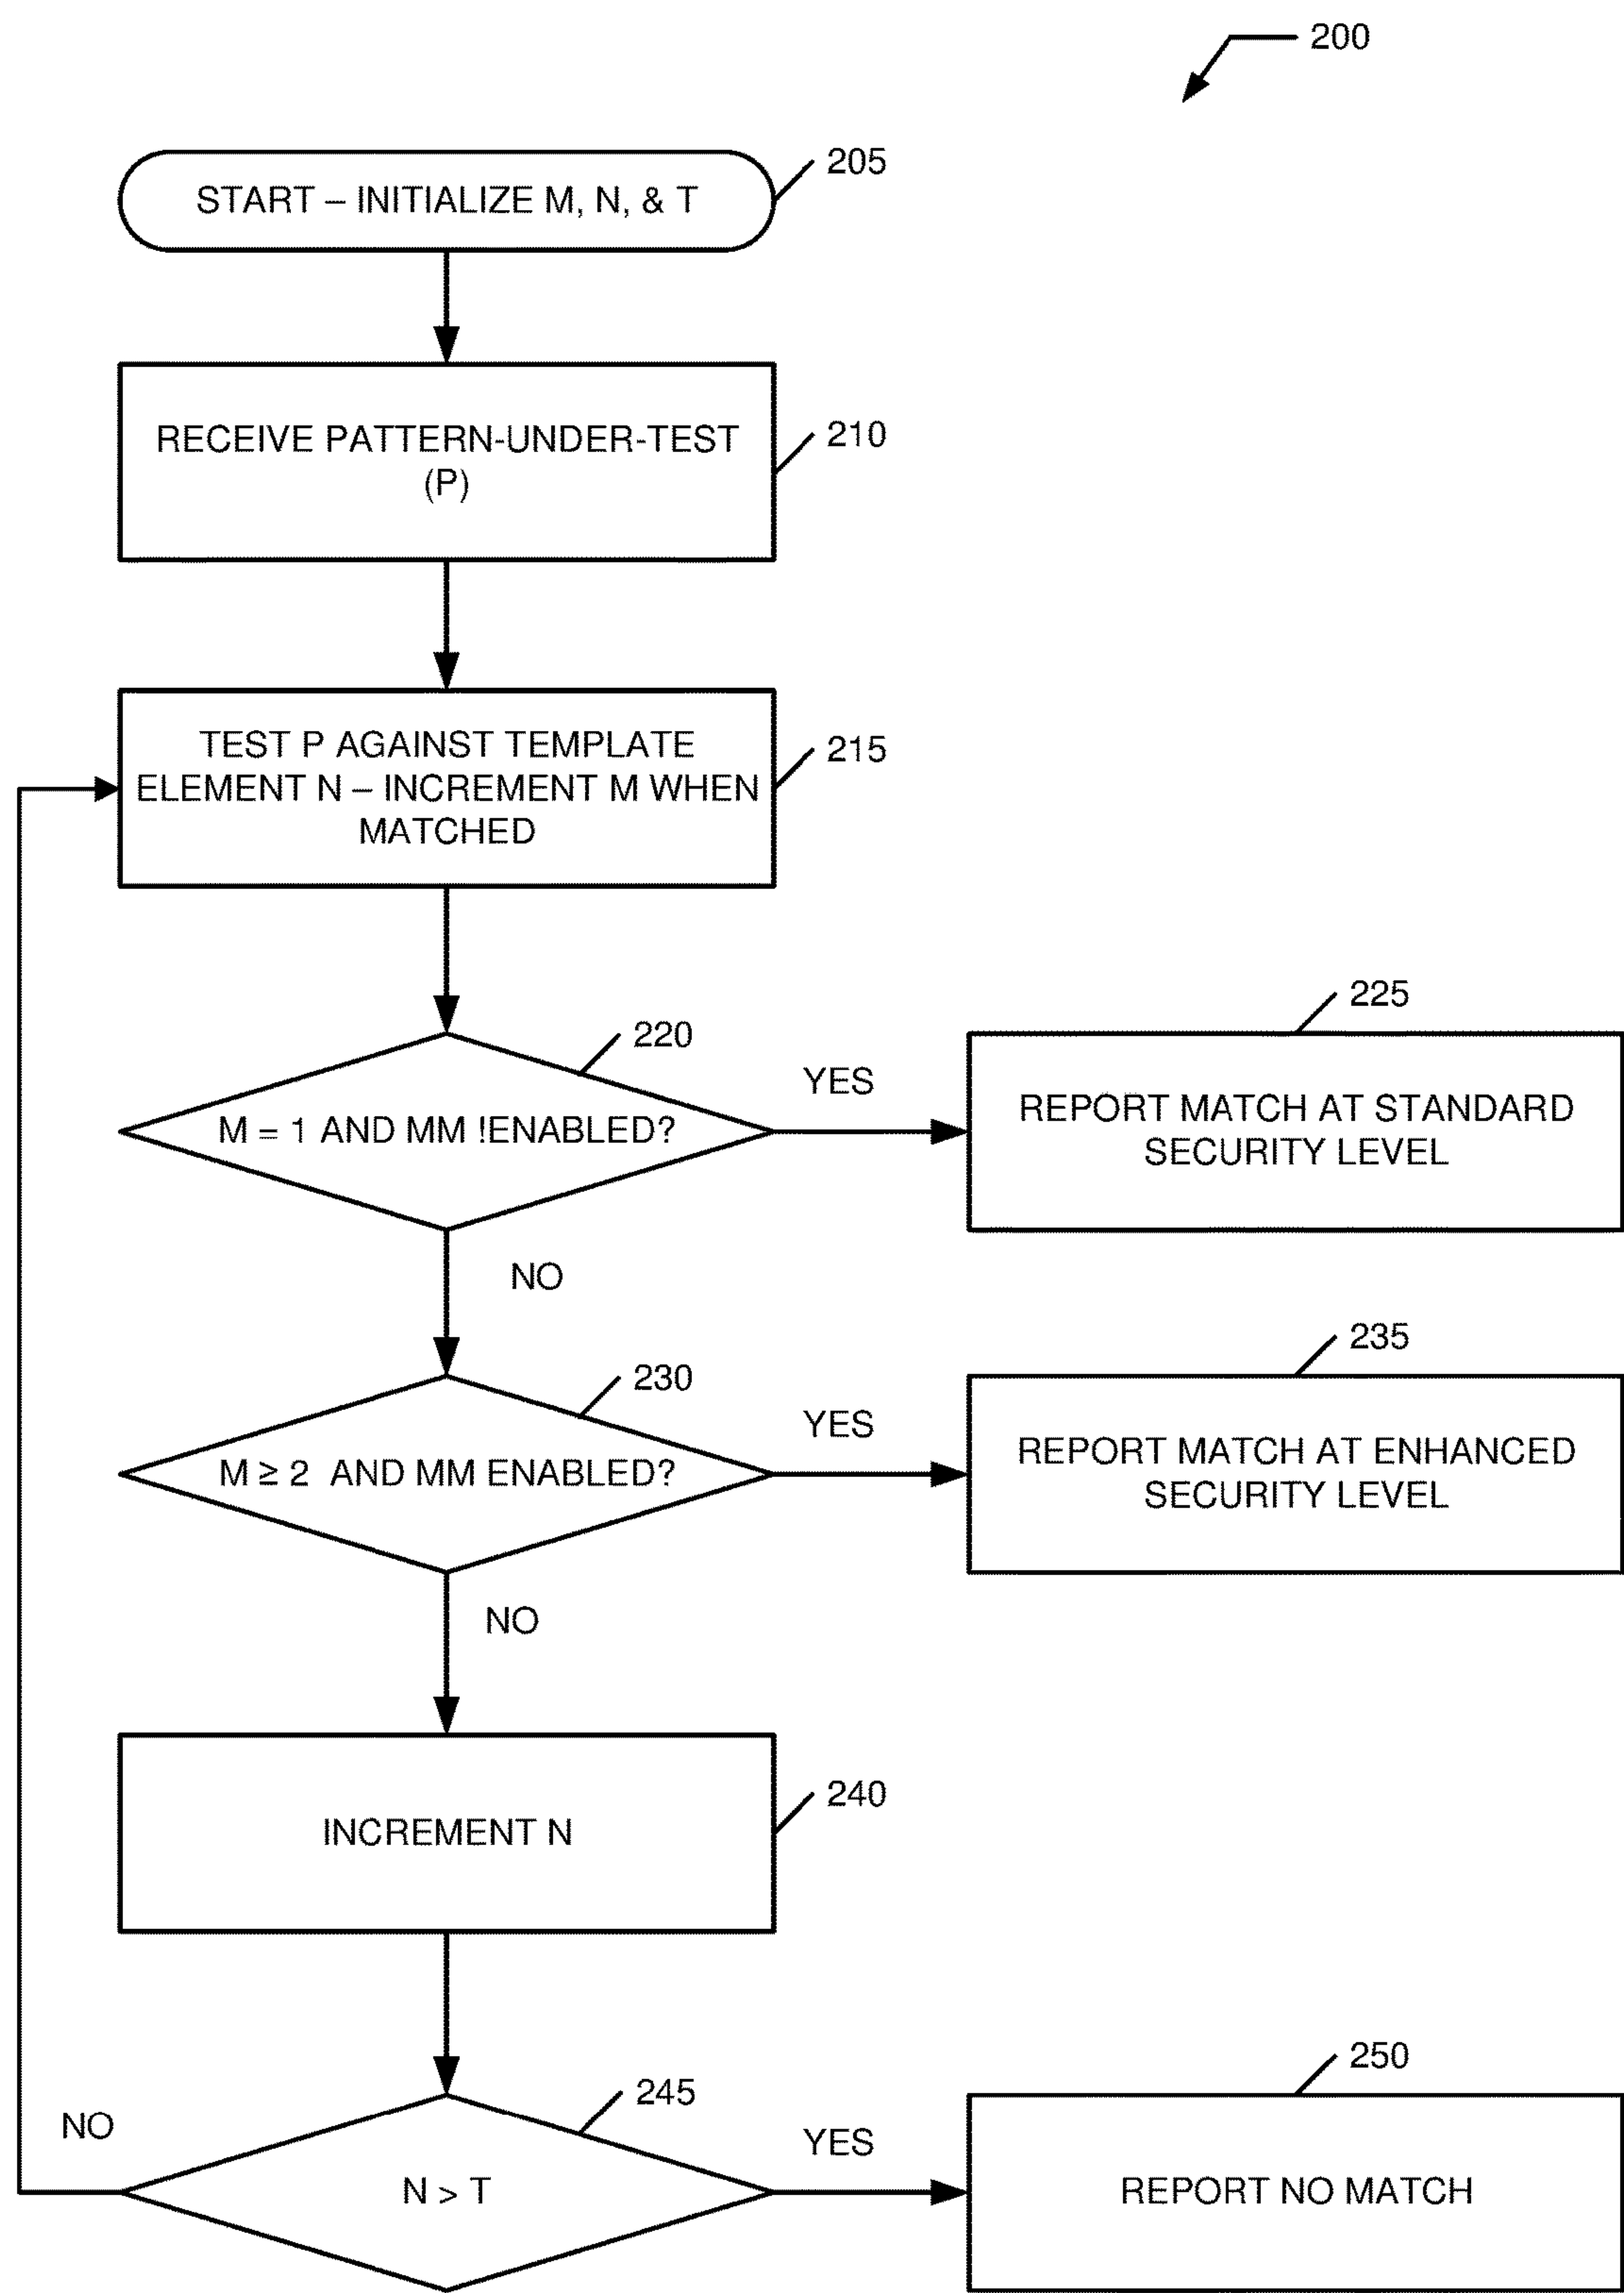 200
START – INITIALIZE M, N, & T
205
RECEIVE PATTERN-UNDER-TEST
(P)
210
TEST P AGAINST TEMPLATE
ELEMENT N – INCREMENT M WHEN
MATCHED
215
220
M = 1 AND MM !ENABLED?
YES
225
REPORT MATCH AT STANDARD
SECURITY LEVEL
NO
230
M ≥ 2 AND MM ENABLED?
YES
235
REPORT MATCH AT ENHANCED
SECURITY LEVEL
NO
INCREMENT N
240
245
N > T
NO
YES
250
REPORT NO MATCH